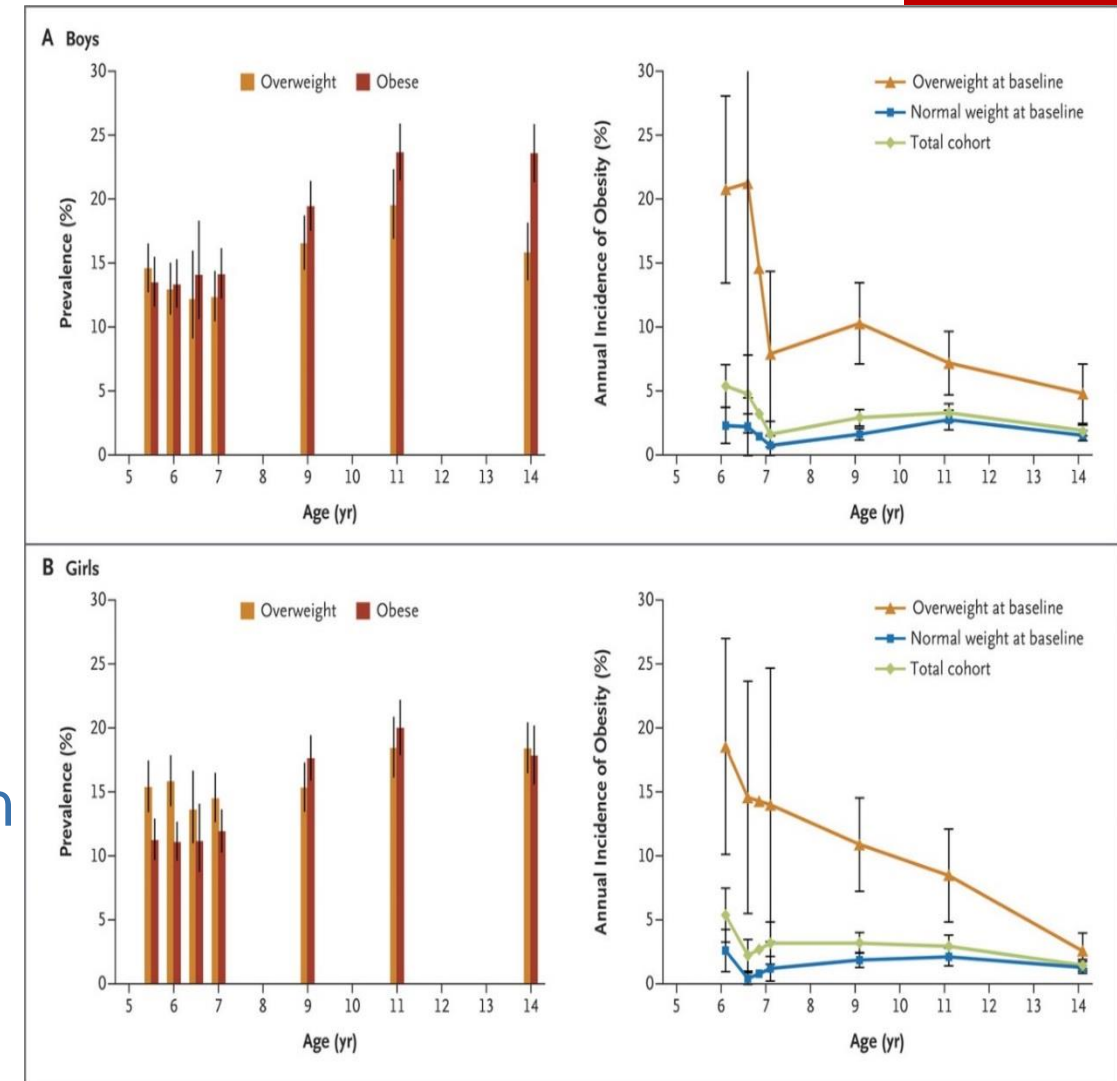 A Boys
Prevalence (%)
30
25
20
15
10
5
0
Overweight
Obese
5 6 7 8 9 10 11 12 13 14
Age (yr)
Annual Incidence of Obesity (%)
30
25
20
15
10
5
0
Overweight at baseline
Normal weight at baseline
Total cohort
5 6 7 8 9 10 11 12 13 14
Age (yr)
B Girls
Prevalence (%)
30
25
20
15
10
5
0
Overweight
Obese
5 6 7 8 9 10 11 12 13 14
Age (yr)
Annual Incidence of Obesity (%)
30
25
20
15
10
5
0
Overweight at baseline
Normal weight at baseline
Total cohort
5 6 7 8 9 10 11 12 13 14
Age (yr)